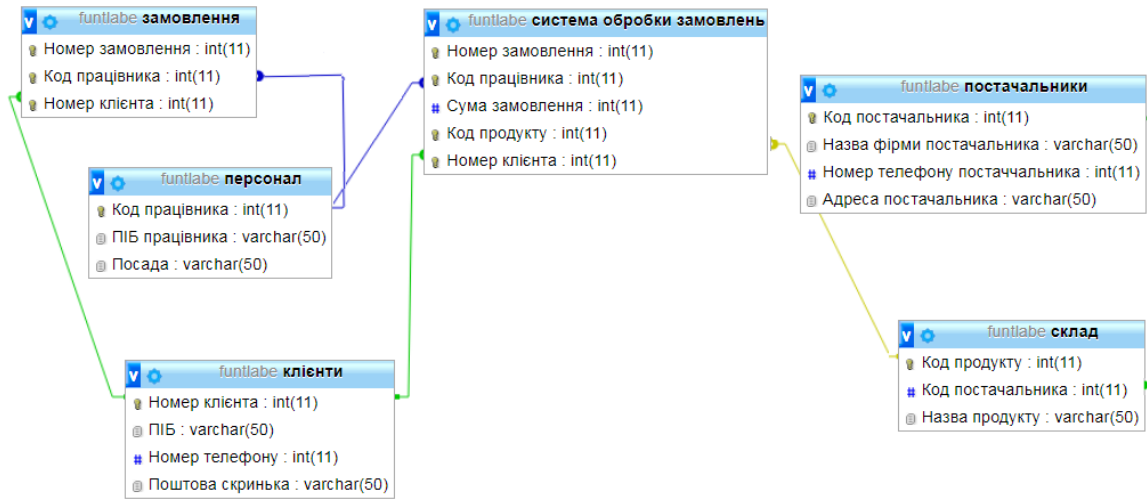 v funtlabe замовлення
Номер замовлення : int(11)
Код працівника : int(11)
Номер клієнта : int(11)
v funtlabe персонал
Код працівника : int(11)
ПІБ працівника : varchar(50)
Посада : varchar(50)
v funtlabe клієнти
Номер клієнта : int(11)
ПІБ : varchar(50)
# Номер телефону : int(11)
Поштова скринька : varchar(50)
v funtlabe система обробки замовлень
Номер замовлення : int(11)
Код працівника : int(11)
# Сума замовлення : int(11)
Код продукту : int(11)
Номер клієнта : int(11)
v funtlabe постачальники
Код постачальника : int(11)
Назва фірми постачальника : varchar(50)
# Номер телефону постаччальника : int(11)
Адреса постачальника : varchar(50)
v funtlabe склад
Код продукту : int(11)
# Код постачальника : int(11)
Назва продукту : varchar(50)